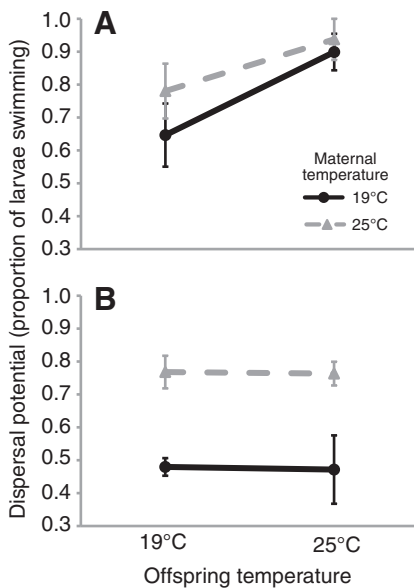 Dispersal potential (proportion of larvae swimming)
A
1.0
0.9
0.8
0.7
0.6
0.5
0.4
0.3
Maternal
temperature
19°C
25°C
B
1.0
0.9
0.8
0.7
0.6
0.5
0.4
0.3
19°C 25°C
Offspring temperature